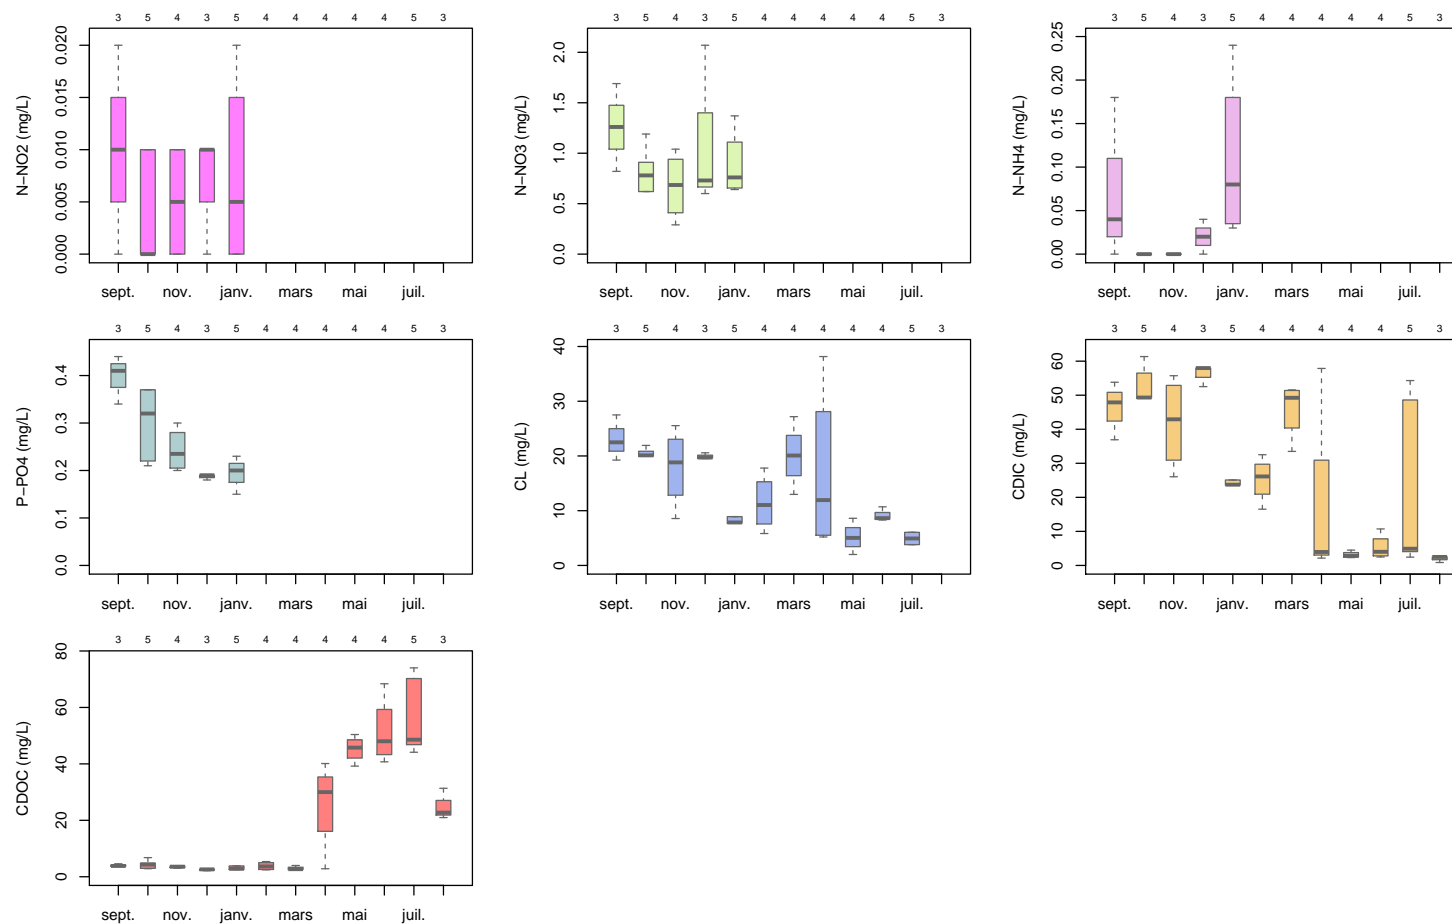 3 5 4 3 5 4 4 4 4 4 5 3
N−NO2 (mg/L)
0.020
0.015
0.010
0.005
0.000
sept. nov. janv. mars mai juil.
3 5 4 3 5 4 4 4 4 4 5 3
N−NO3 (mg/L)
2.0
1.5
1.0
0.5
0.0
sept. nov. janv. mars mai juil.
3 5 4 3 5 4 4 4 4 4 5 3
N−NH4 (mg/L)
0.25
0.20
0.15
0.10
0.05
0.00
sept. nov. janv. mars mai juil.
3 5 4 3 5 4 4 4 4 4 5 3
P−PO4 (mg/L)
0.4
0.3
0.2
0.1
0.0
sept. nov. janv. mars mai juil.
3 5 4 3 5 4 4 4 4 4 5 3
CL (mg/L)
40
30
20
10
0
sept. nov. janv. mars mai juil.
3 5 4 3 5 4 4 4 4 4 5 3
CDIC (mg/L)
60
50
40
30
20
10
0
sept. nov. janv. mars mai juil.
3 5 4 3 5 4 4 4 4 4 5 3
CDOC (mg/L)
80
60
40
20
0
sept. nov. janv. mars mai juil.